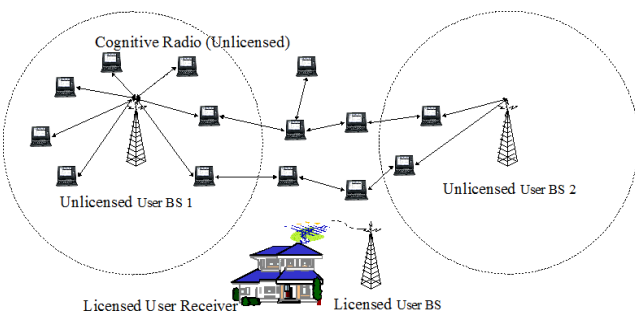 Cognitive Radio (Unlicensed)
Unlicensed User BS 1
Unlicensed User BS 2
Licensed User Receiver
Licensed User BS